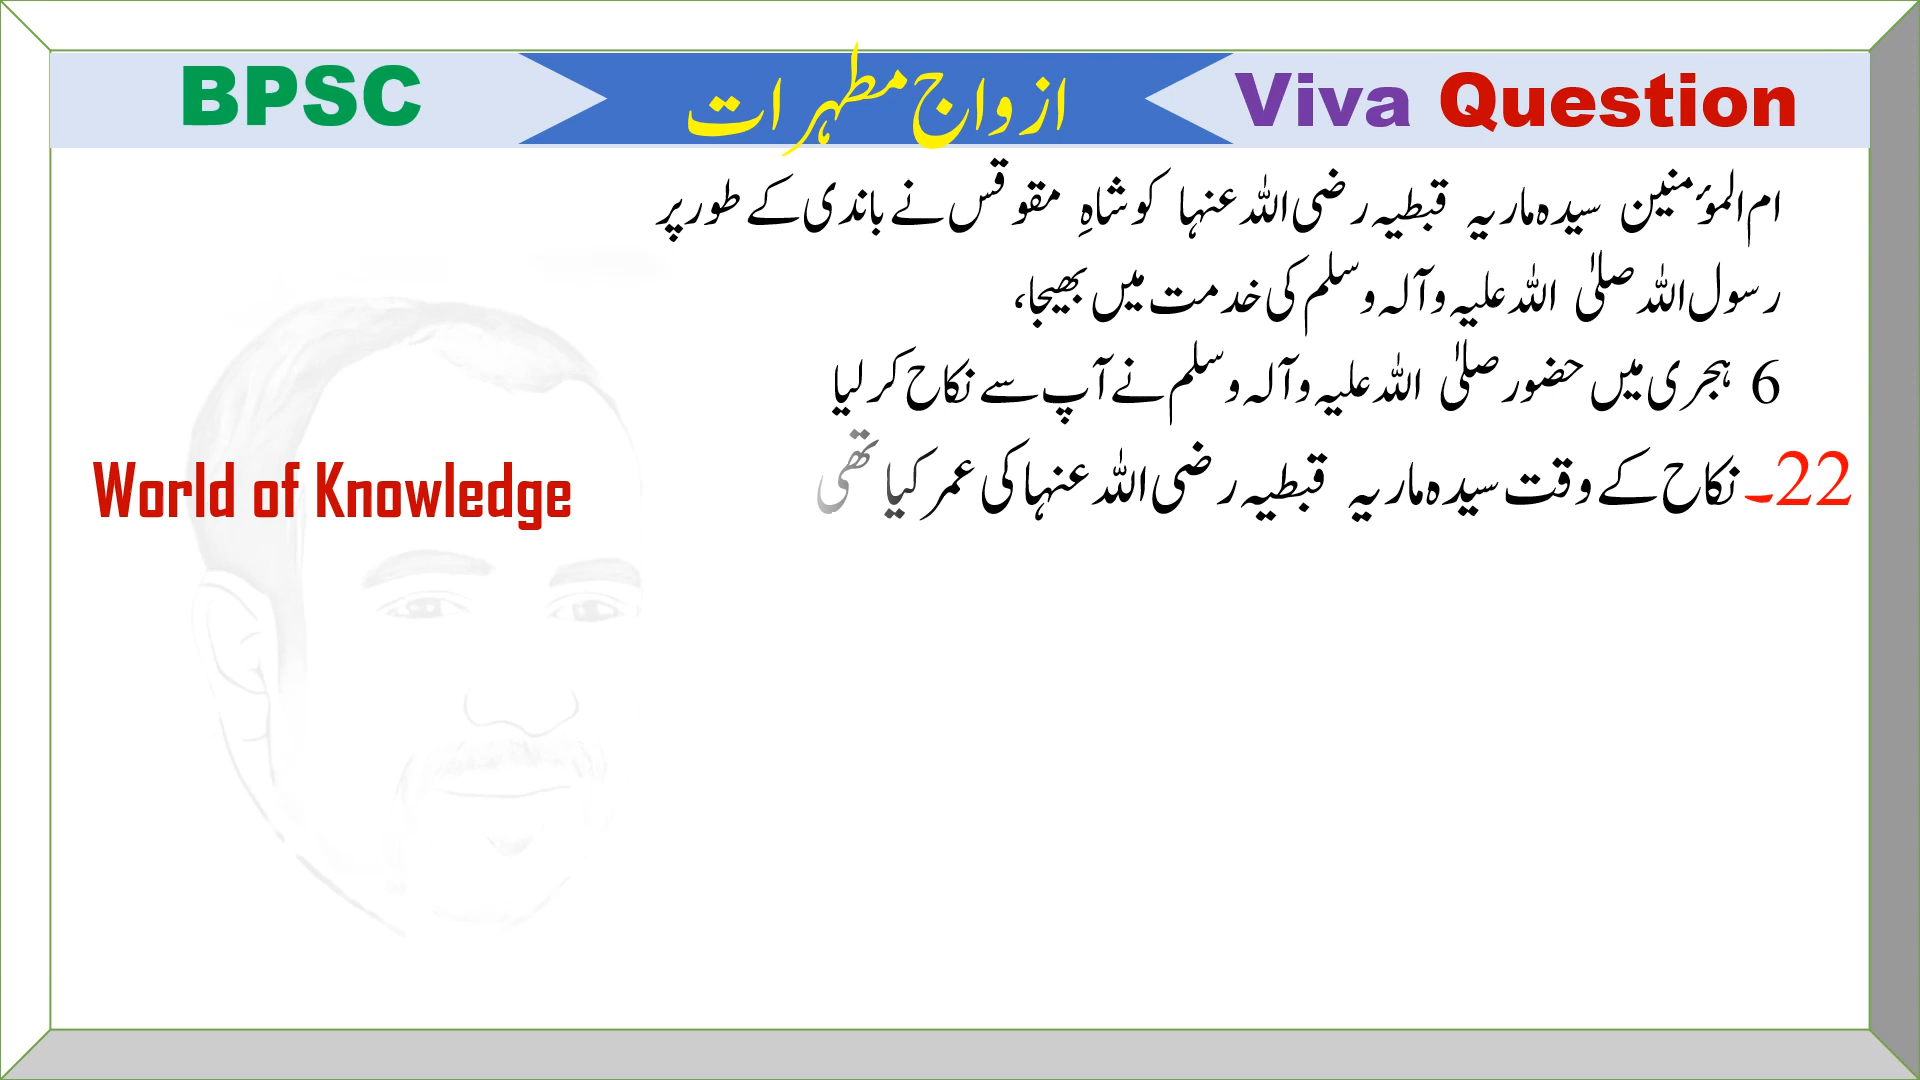 BPSC
ازواج مطہرات
Viva Question
ام المؤمنین سیدہ ماریہ قبطیہ رضی اللہ عنہا کو شاہِ مقوقس نے باندی کے طور پر
رسول اللہ صلیٰ اللہ علیہ وآلہ وسلم کی خدمت میں بھیجا،
6 ہجری میں حضور صلیٰ اللہ علیہ وآلہ وسلم نے آپ سے نکاح کر لیا
22۔ نکاح کے وقت سیدہ ماریہ قبطیہ رضی اللہ عنہا کی عمر کیا تھی
World of Knowledge